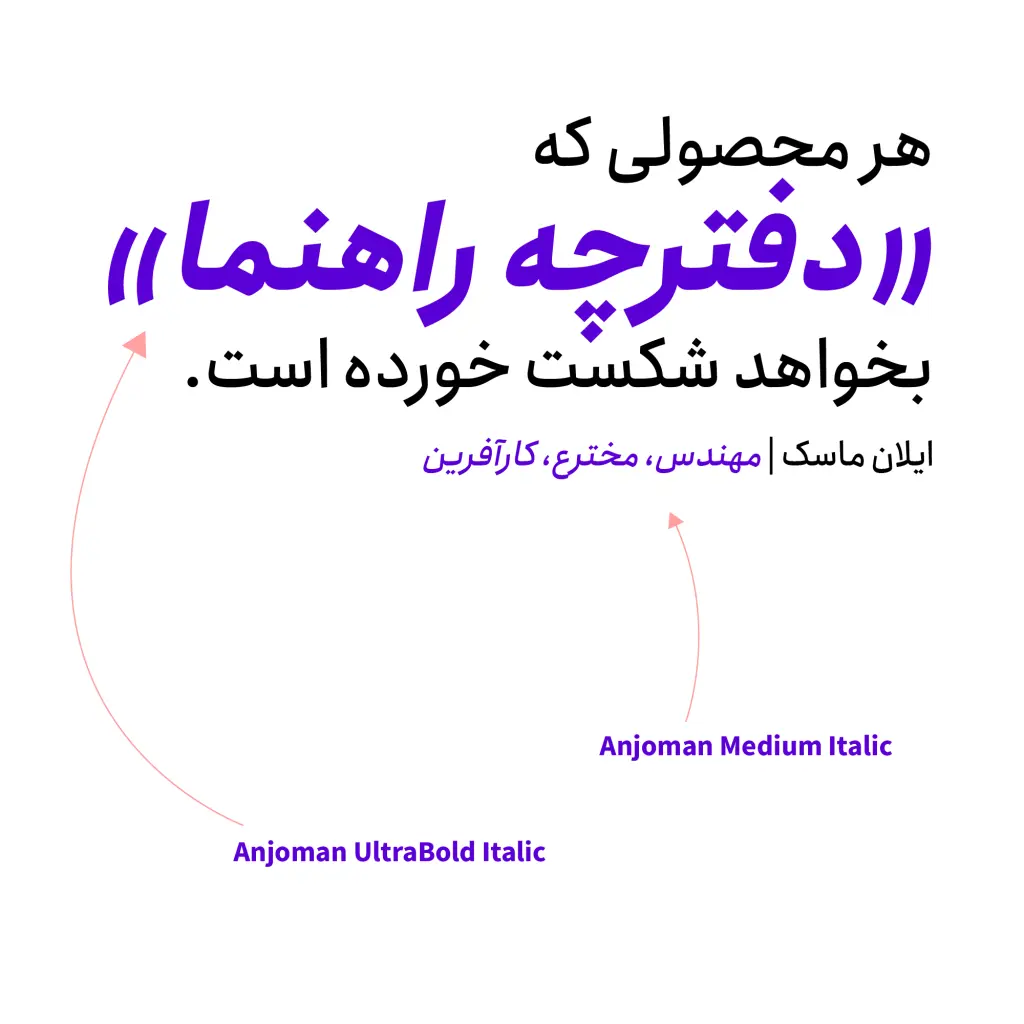 هر محصولی که
«دفترچه راهنما»
بخواهد شکست خورده است.
ایلان ماسک | مهندس، مخترع، کارآفرین
Anjoman Medium Italic
Anjoman UltraBold Italic